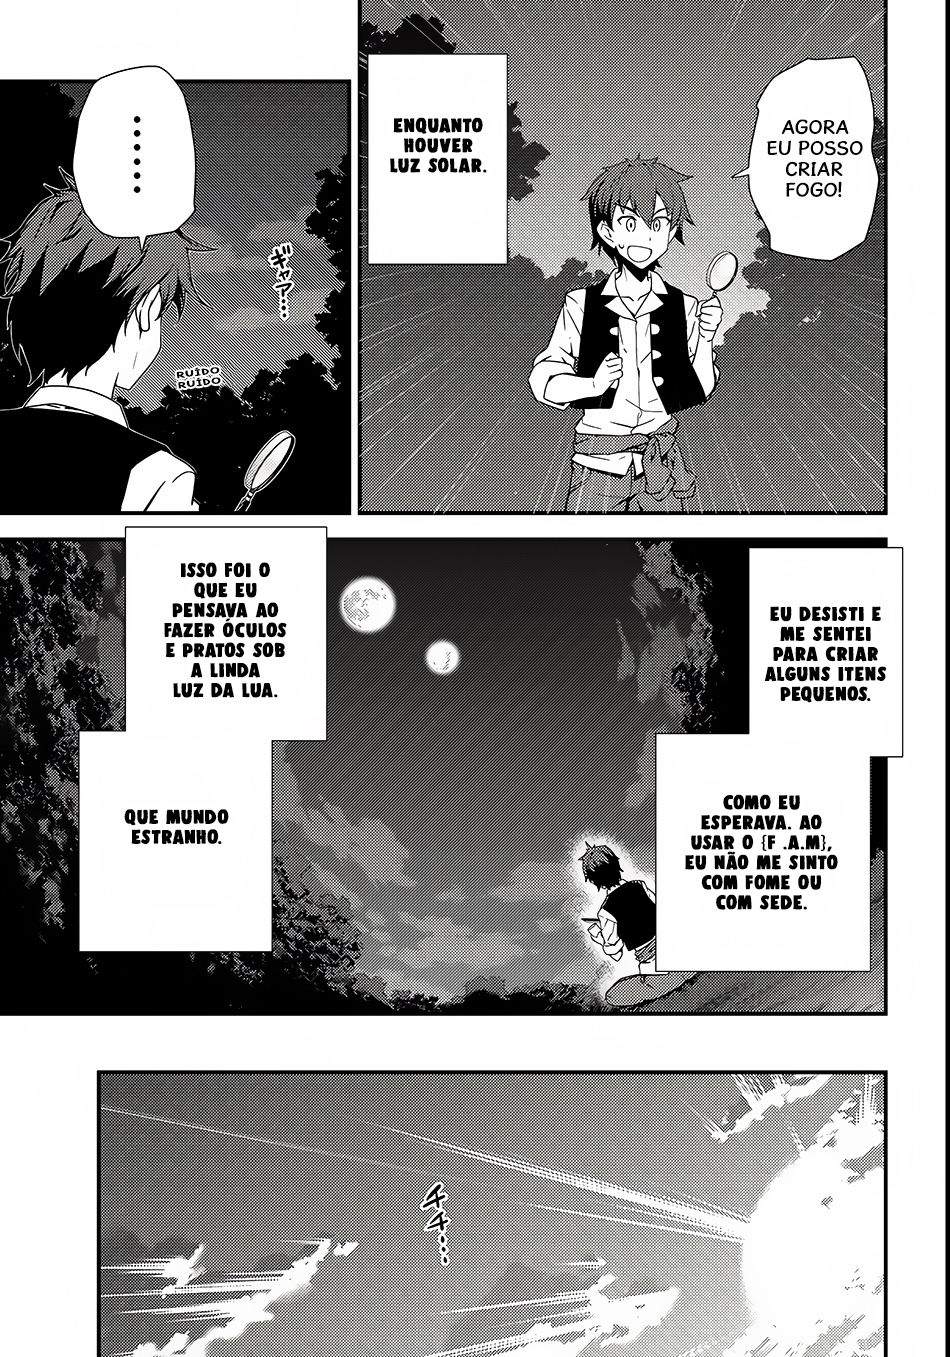 AGORA
EU POSSO
CRIAR
FOGO!
ENQUANTO
HOUVER
LUZ SOLAR.
••••••
ギャア…
RUÍDO
RUÍDO
EU DESISTI E
ME SENTEI
PARA CRIAR
ALGUNS ITENS
PEQUENOS.
COMO EU
ESPERAVA. AO
USAR O {F .A.M},
EU NÃO ME SINTO
COM FOME OU
COM SEDE.
ISSO FOI O
QUE EU
PENSAVA AO
FAZER ÓCULOS
E PRATOS SOB
A LINDA
LUZ DA LUA.
QUE MUNDO
ESTRANHO.
チチ…